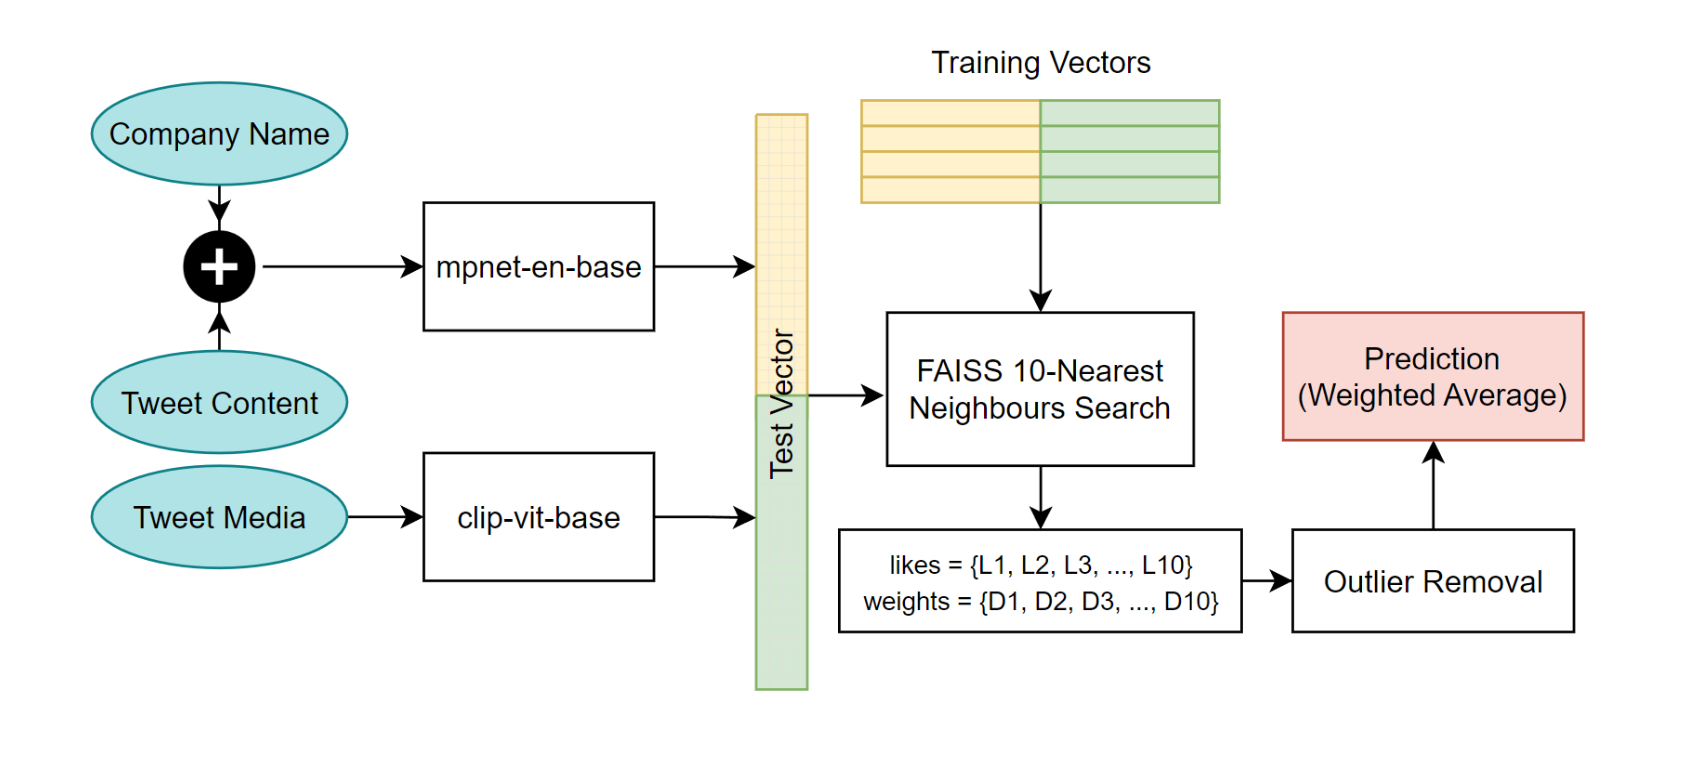 Training Vectors
Company Name
mpnet-en-base
Tweet Content
Tweet Media
clip-vit-base
Test Vector
FAISS 10-Nearest
Neighbours Search
Prediction
(Weighted Average)
likes = {L1, L2, L3, ..., L10}
weights = {D1, D2, D3, ..., D10}
Outlier Removal